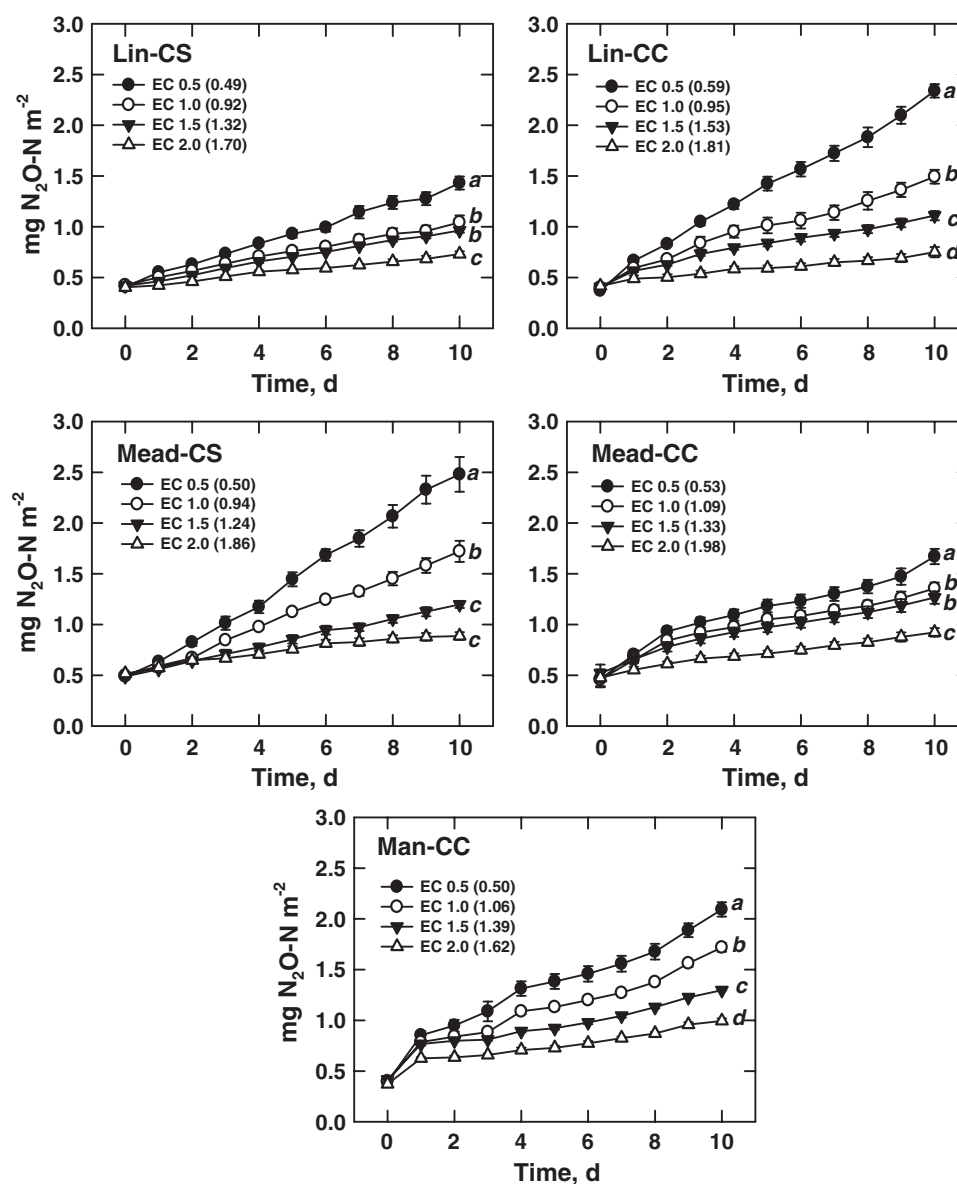 Lin-CS
EC 0.5 (0.49)
EC 1.0 (0.92)
EC 1.5 (1.32)
EC 2.0 (1.70)
mg N₂O-N m⁻²
3.0
2.5
2.0
1.5
1.0
0.5
0.0
a
b
b
c
0 2 4 6 8 10
Time, d
Lin-CC
EC 0.5 (0.59)
EC 1.0 (0.95)
EC 1.5 (1.53)
EC 2.0 (1.81)
3.0
2.5
2.0
1.5
1.0
0.5
0.0
a
b
c
d
0 2 4 6 8 10
Time, d
Mead-CS
EC 0.5 (0.50)
EC 1.0 (0.94)
EC 1.5 (1.24)
EC 2.0 (1.86)
mg N₂O-N m⁻²
3.0
2.5
2.0
1.5
1.0
0.5
0.0
a
b
c
c
0 2 4 6 8 10
Time, d
Mead-CC
EC 0.5 (0.53)
EC 1.0 (1.09)
EC 1.5 (1.33)
EC 2.0 (1.98)
3.0
2.5
2.0
1.5
1.0
0.5
0.0
a
b
b
c
0 2 4 6 8 10
Time, d
Man-CC
EC 0.5 (0.50)
EC 1.0 (1.06)
EC 1.5 (1.39)
EC 2.0 (1.62)
mg N₂O-N m⁻²
3.0
2.5
2.0
1.5
1.0
0.5
0.0
a
b
c
d
0 2 4 6 8 10
Time, d